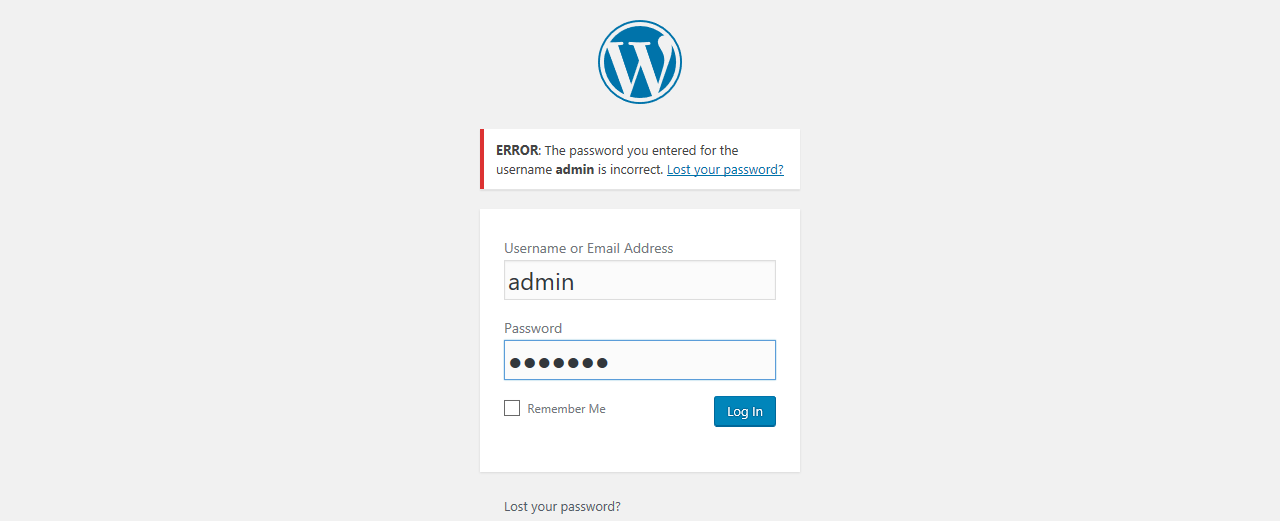 ERROR: The password you entered for the
username admin is incorrect. Lost your password?
Username or Email Address
admin
Password
●●●●●●●
Remember Me
Log In
Lost your password?